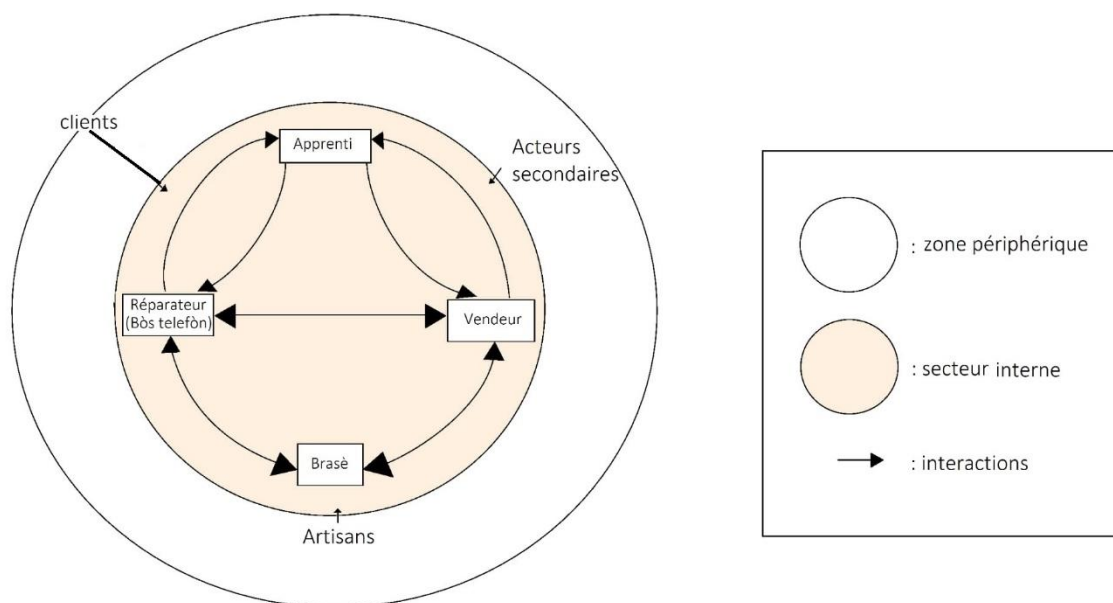 clients
Apprenti
Acteurs
secondaires
Réparateur
(Bòs telefòn)
Vendeur
Brasè
Artisans
: zone périphérique
: secteur interne
: interactions